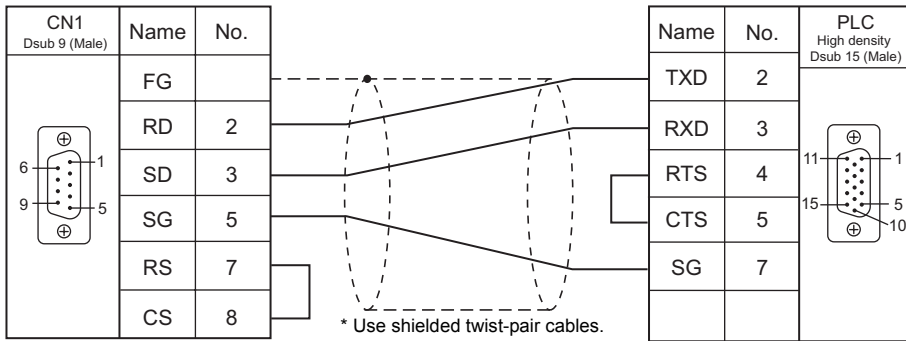 CN1
Dsub 9 (Male)
Name No.
FG
RD 2
SD 3
SG 5
RS 7
CS 8
6
1
9
5
* Use shielded twist-pair cables.
Name No.
TXD 2
RXD 3
RTS 4
CTS 5
SG 7
PLC
High density
Dsub 15 (Male)
11
1
15
5
10